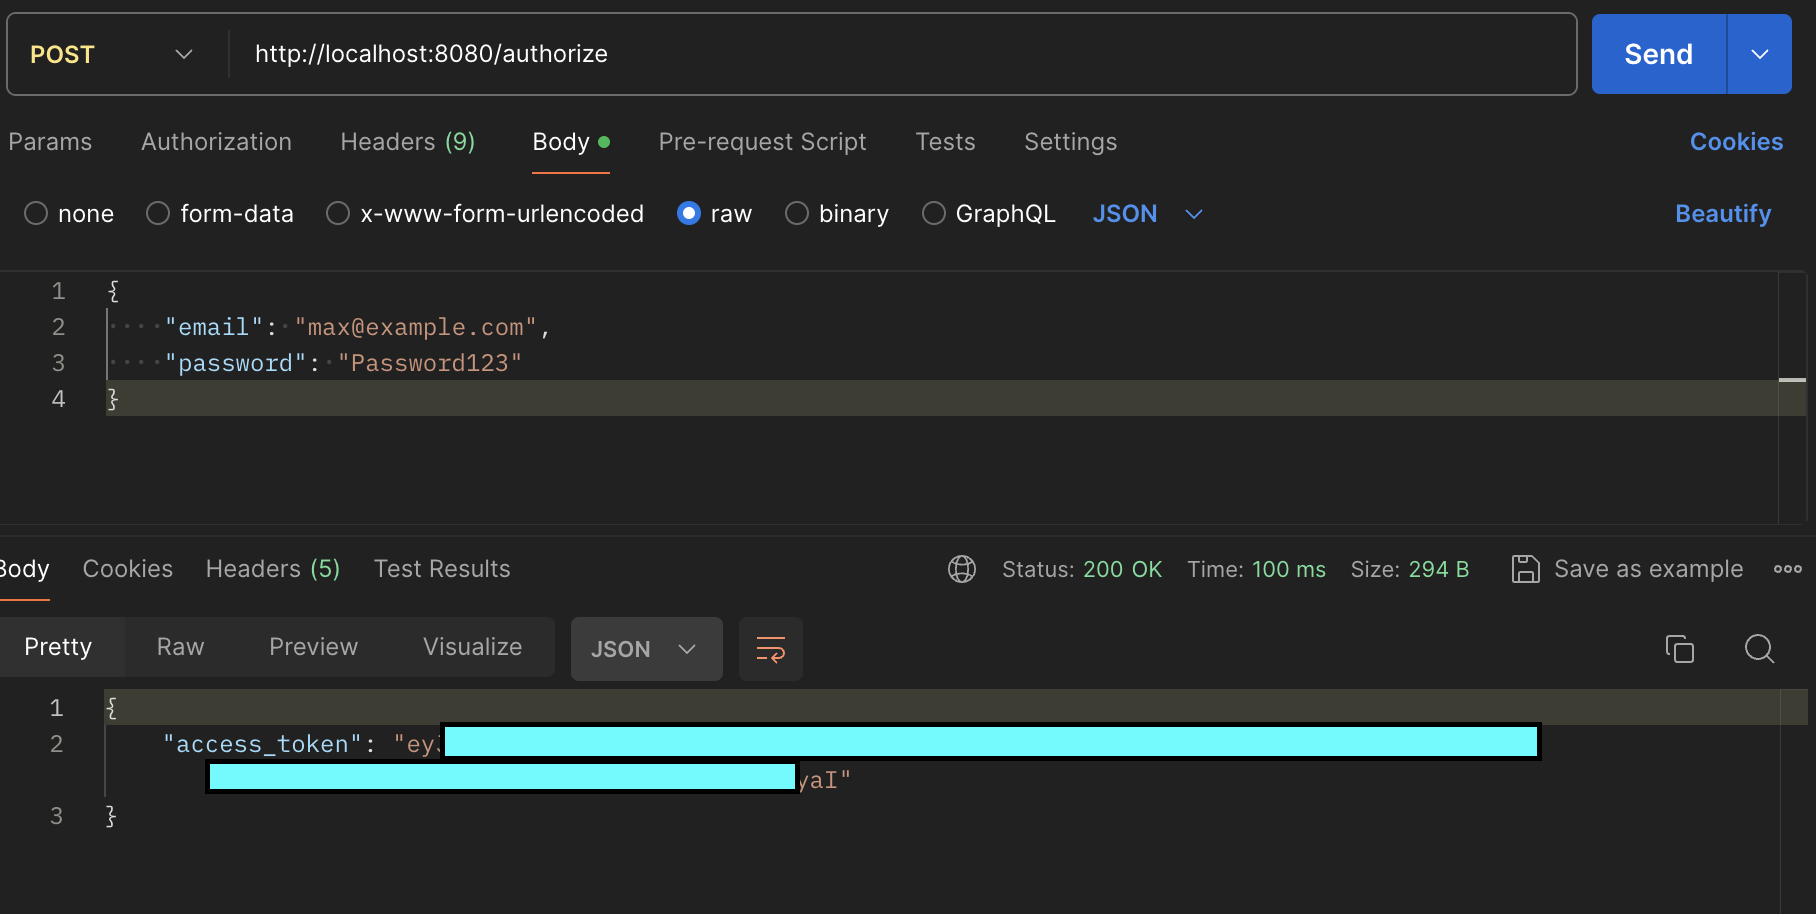 POST http://localhost:8080/authorize Send
Params Authorization Headers (9) Body Pre-request Script Tests Settings Cookies
none form-data x-www-form-urlencoded raw binary GraphQL JSON Beautify
1 {
2 "email": "max@example.com",
3 "password": "Password123"
4 }
Body Cookies Headers (5) Test Results Status: 200 OK Time: 100 ms Size: 294 B Save as example
Pretty Raw Preview Visualize JSON
1 {
2 "access_token": "ey
yaI"
3 }